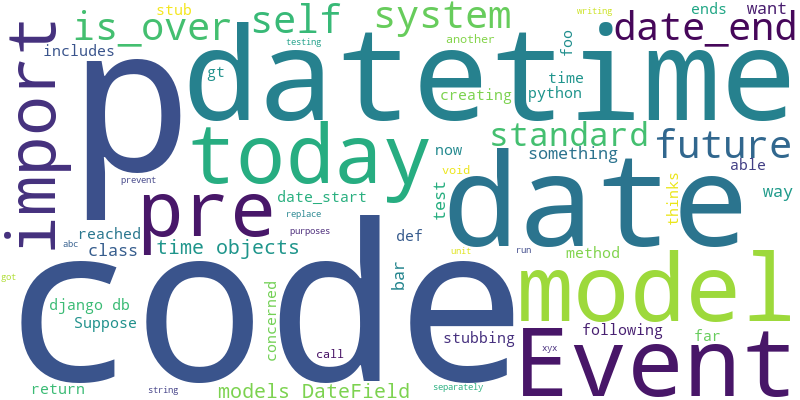 stub
is_over
self
system
writing
another
ends
want
date_end
includes
testing
foo
import
p
datetime
gt
time
python
creating
today
now
standard
something
future
able
void
prevent
pre
date_start
test
date
thinks
way
replace
purposes
reached
abc
class
time objects
def
unit
run
method
got
code
concerned
bar
model
django db
Suppose
stubbing
following
far
call
xyx
Event
return
string
models DateField
separately